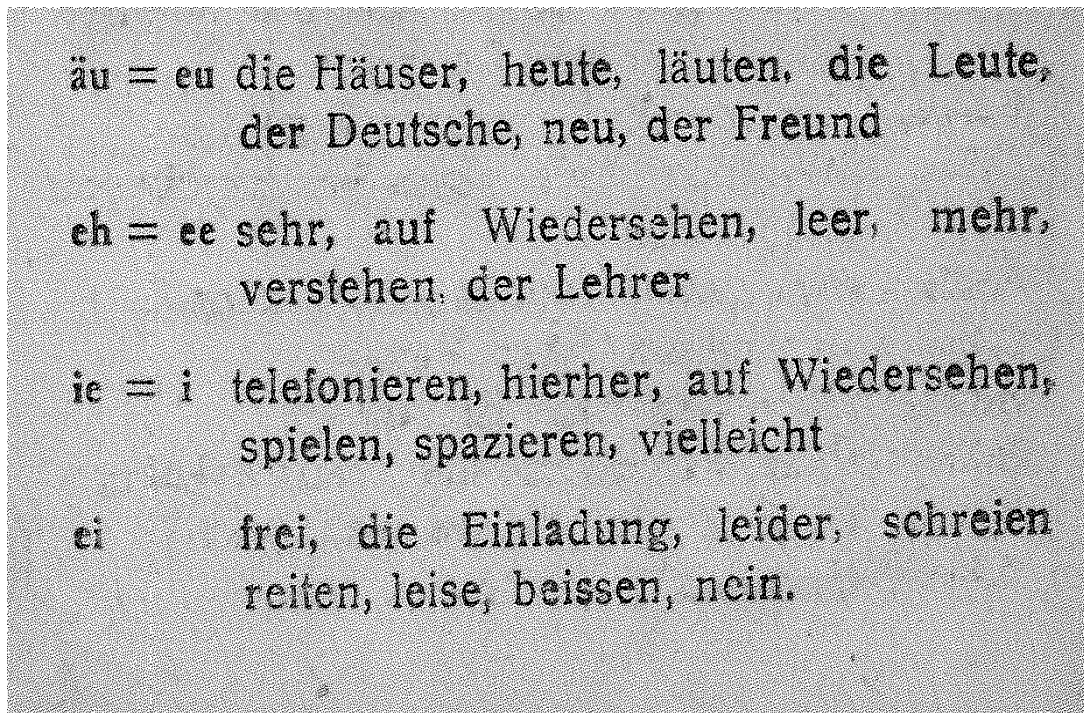 äu = eu die Häuser, heute, läuten, die Leute,
der Deutsche, neu, der Freund
eh = ee sehr, auf Wiedersehen, leer, mehr,
verstehen, der Lehrer
ie = i telefonieren, hierher, auf Wiedersehen,
spielen, spazieren, vielleicht
ei frei, die Einladung, leider, schreien
reiten, leise, beissen, nein.